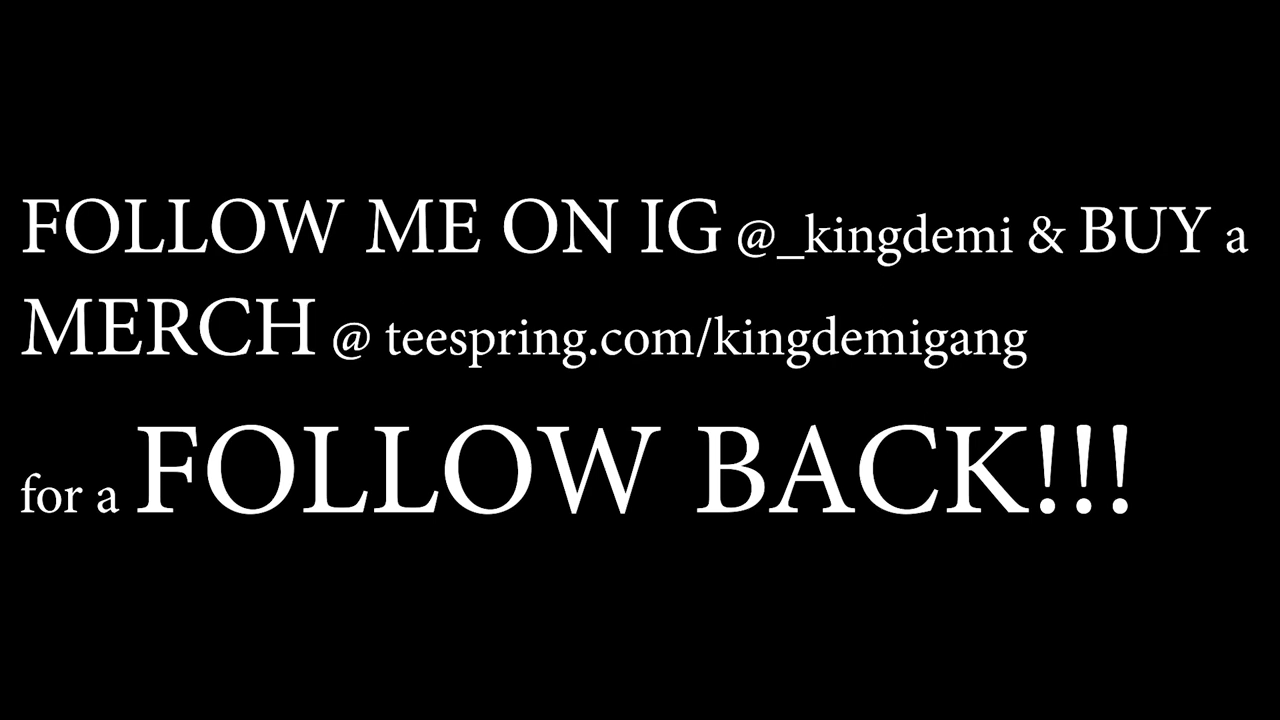 FOLLOW ME ON IG @_kingdemi & BUY a
MERCH @ teespring.com/kingdemigang
for a FOLLOW BACK!!!